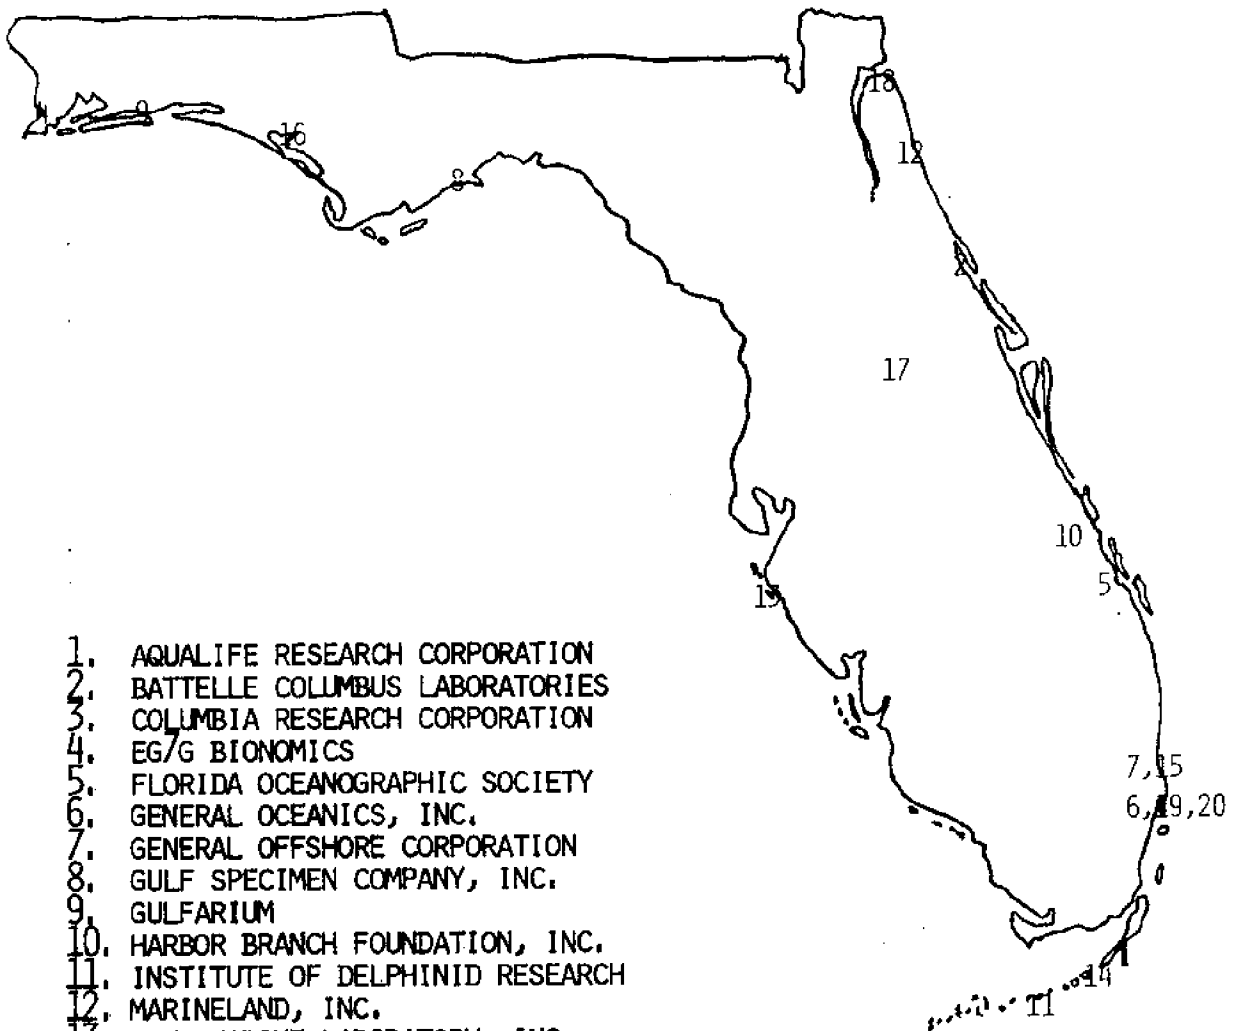 9
16
8
18
12
2
17
10
5
7,15
6,19,20
14
11
1. AQUALIFE RESEARCH CORPORATION
2. BATTELLE COLUMBUS LABORATORIES
3. COLUMBIA RESEARCH CORPORATION
4. EG/G BIONOMICS
5. FLORIDA OCEANOGRAPHIC SOCIETY
6. GENERAL OCEANICS, INC.
7. GENERAL OFFSHORE CORPORATION
8. GULF SPECIMEN COMPANY, INC.
9. GULFARIUM
10. HARBOR BRANCH FOUNDATION, INC.
11. INSTITUTE OF DELPHINID RESEARCH
12. MARINELAND, INC.